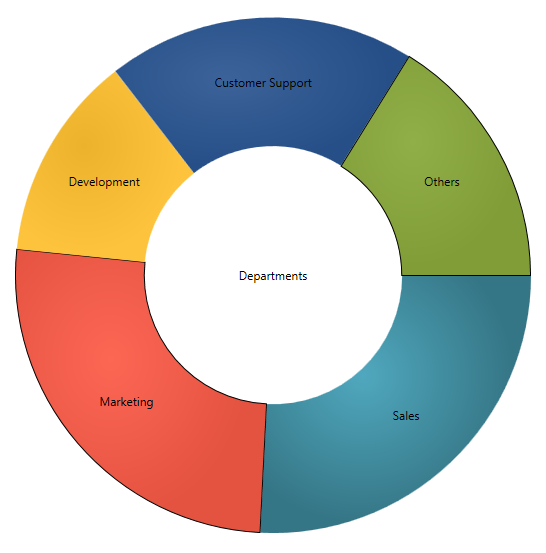 Customer Support
Development
Others
Departments
Marketing
Sales